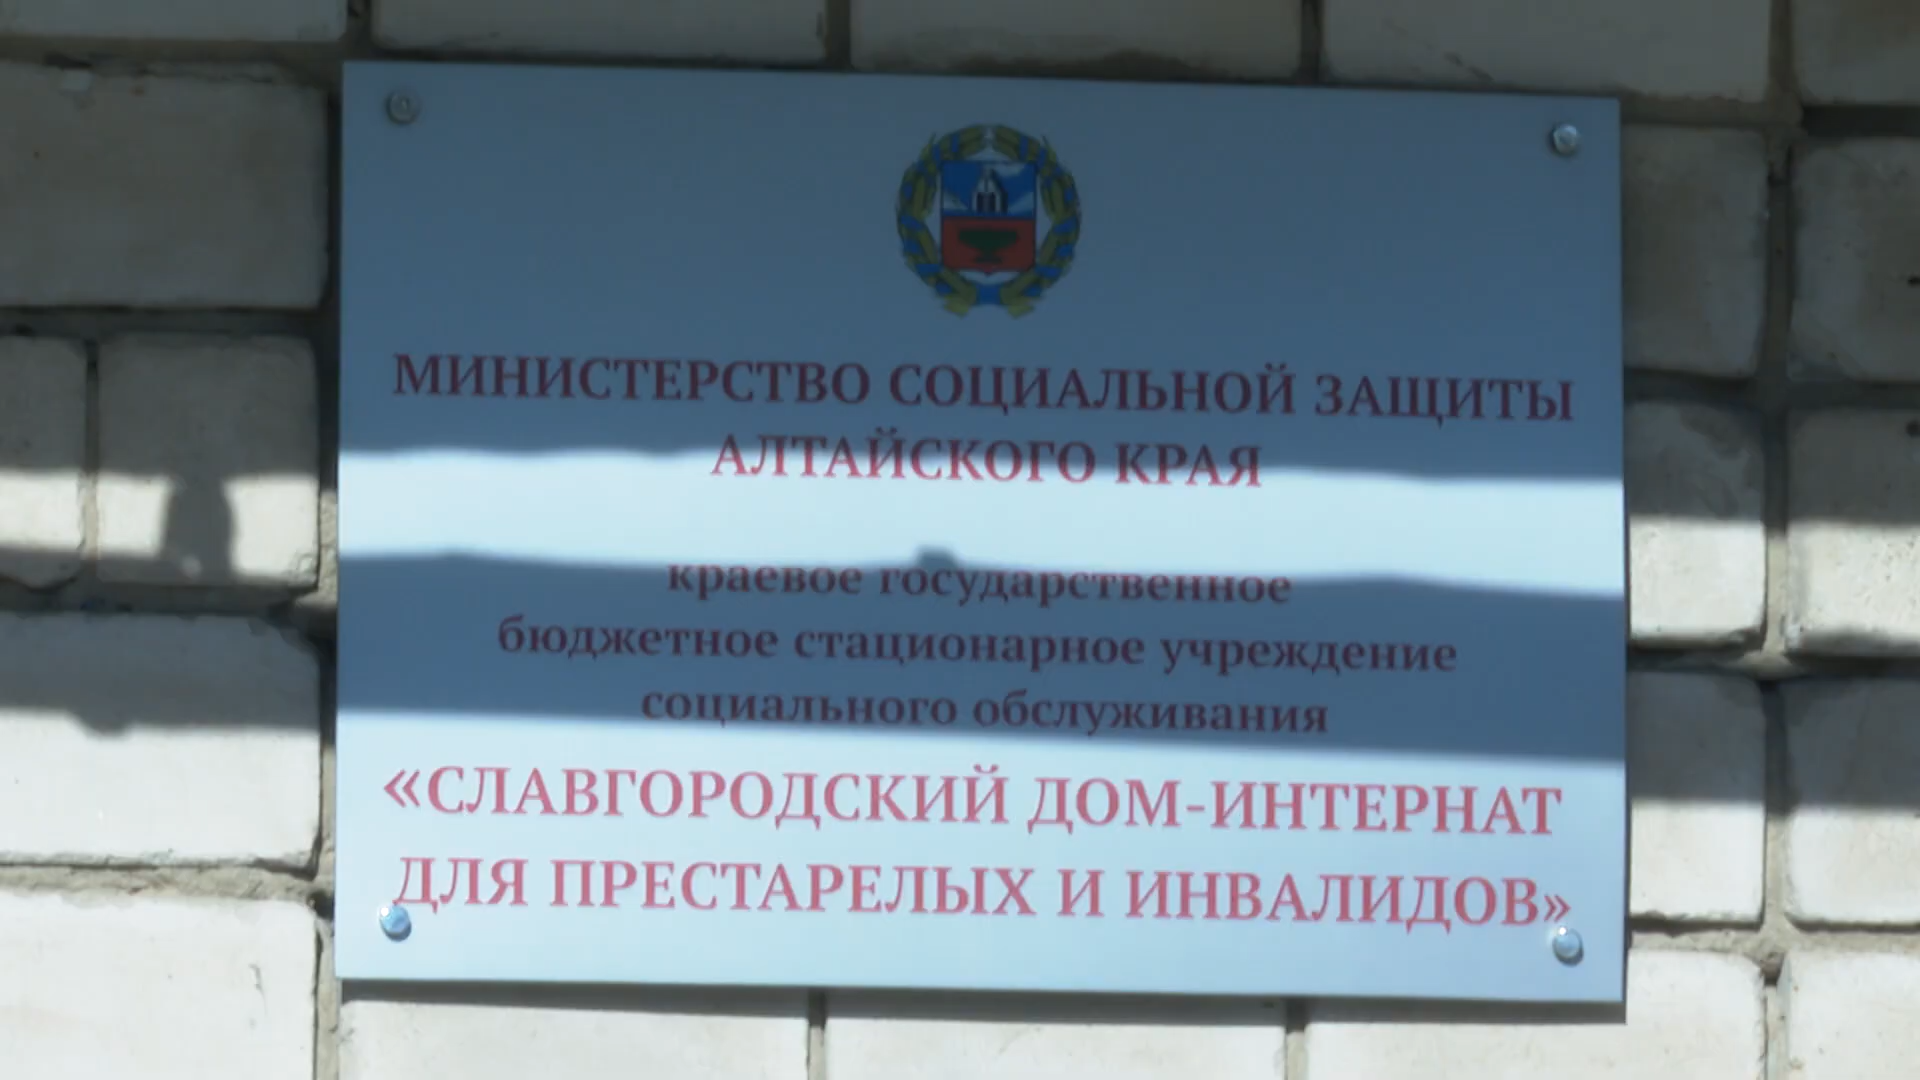 МИНИСТЕРСТВО СОЦИАЛЬНОЙ ЗАЩИТЫ
АЛТАЙСКОГО КРАЯ
краевое государственное
бюджетное стационарное учреждение
социального обслуживания
«СЛАВГОРОДСКИЙ ДОМ-ИНТЕРНАТ
ДЛЯ ПРЕСТАРЕЛЫХ И ИНВАЛИДОВ»